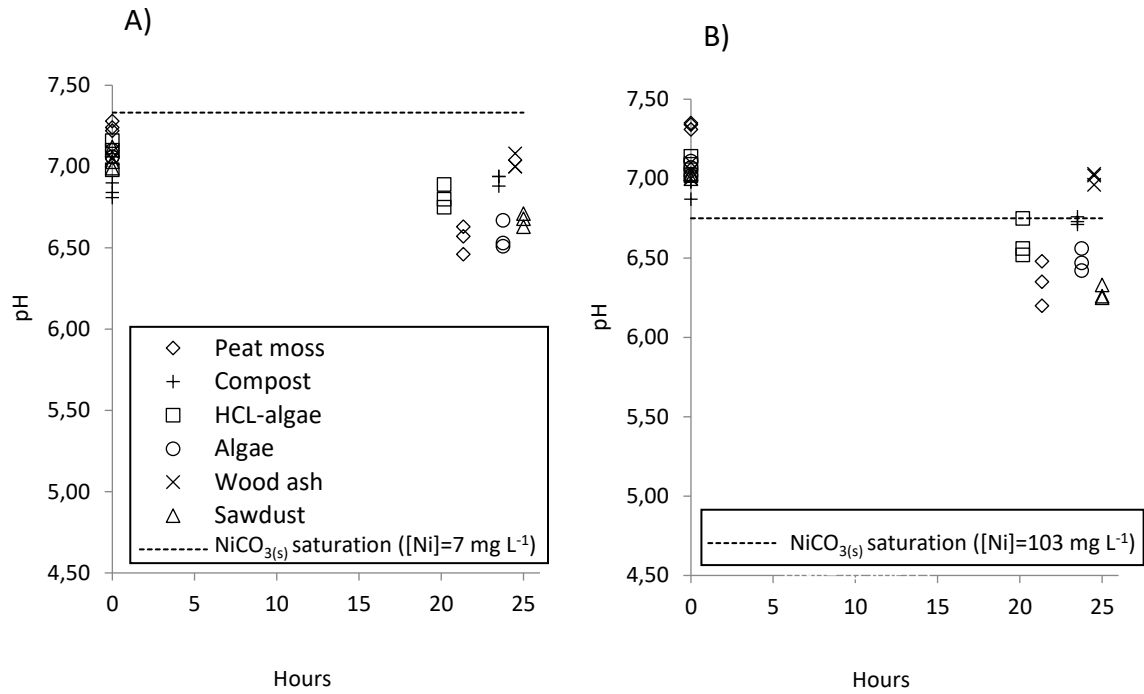 A)
7,50
7,00
6,50
6,00
5,50
5,00
4,50
pH
0 5 10 15 20 25
Hours
Peat moss
Compost
HCL-algae
Algae
Wood ash
Sawdust
NiCO3(s) saturation ([Ni]=7 mg L-1)
B)
7,50
7,00
6,50
6,00
5,50
5,00
4,50
pH
0 5 10 15 20 25
Hours
NiCO3(s) saturation ([Ni]=103 mg L-1)